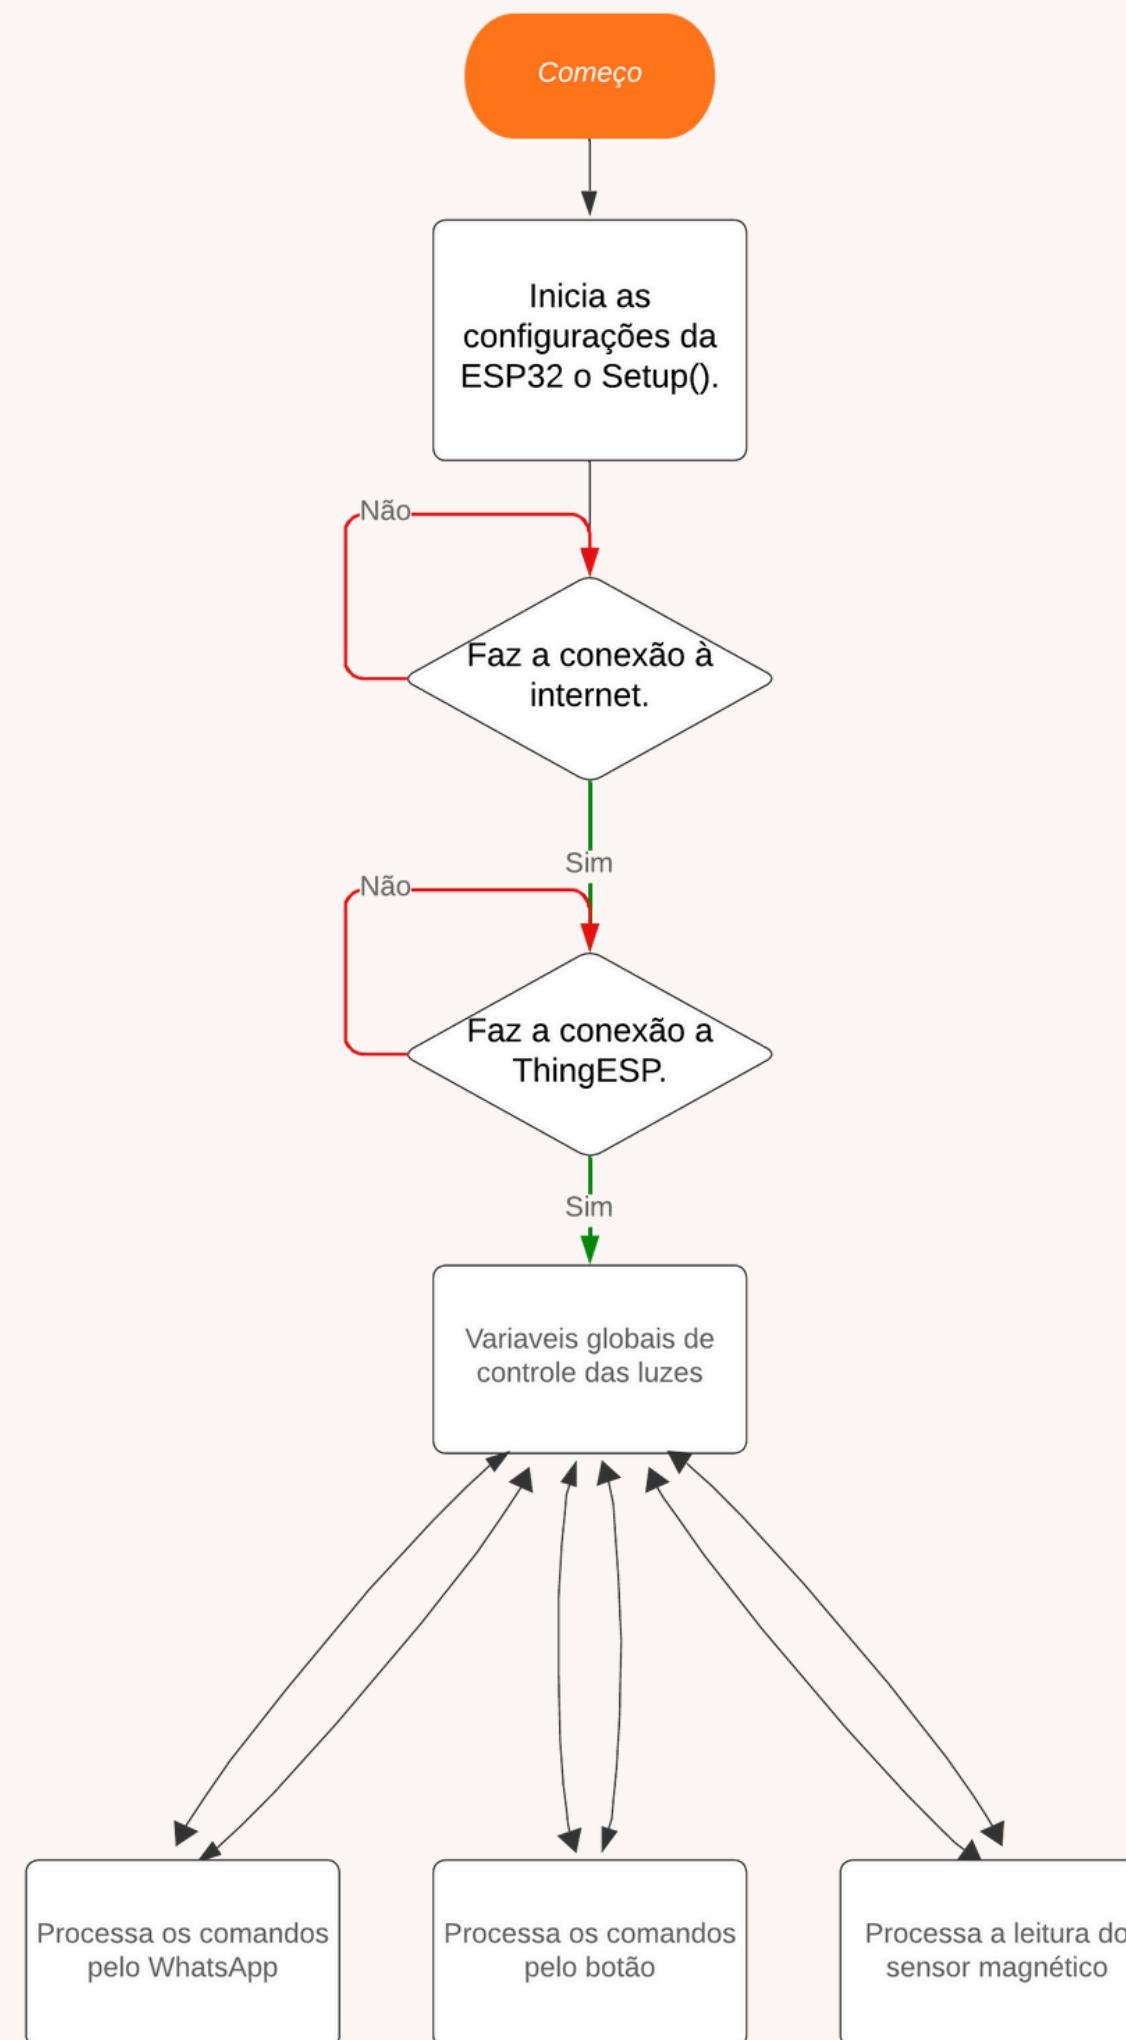 Começo
Inicia as
configurações da
ESP32 o Setup().
Não
Faz a conexão à
internet.
Sim
Não
Faz a conexão a
ThingESP.
Sim
Variaveis globais de
controle das luzes
Processa os comandos
pelo WhatsApp
Processa os comandos
pelo botão
Processa a leitura do
sensor magnético